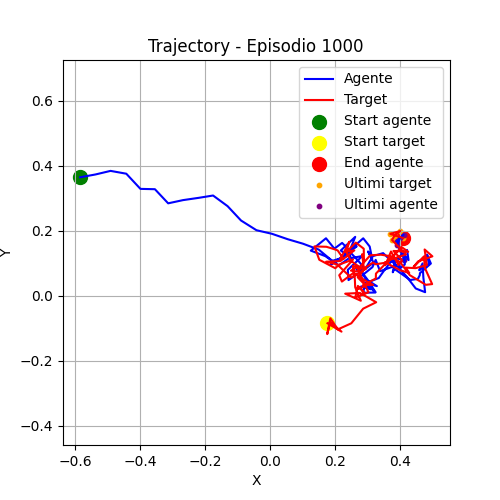 Trajectory - Episodio 1000
Agente
Target
Start agente
Start target
End agente
Ultimi target
Ultimi agente
Y
0.6
0.4
0.2
0.0
−0.2
−0.4
−0.6 −0.4 −0.2 0.0 0.2 0.4
X